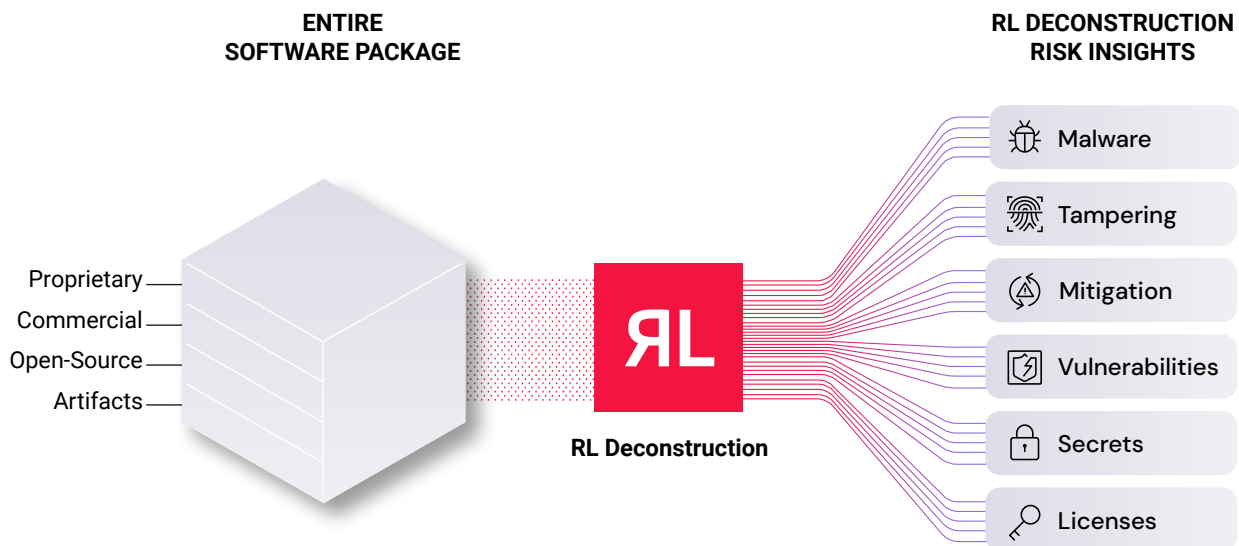 ENTIRE
SOFTWARE PACKAGE
RL DECONSTRUCTION
RISK INSIGHTS
Proprietary
Commercial
Open-Source
Artifacts
ЯL
RL Deconstruction
Malware
Tampering
Mitigation
Vulnerabilities
Secrets
Licenses